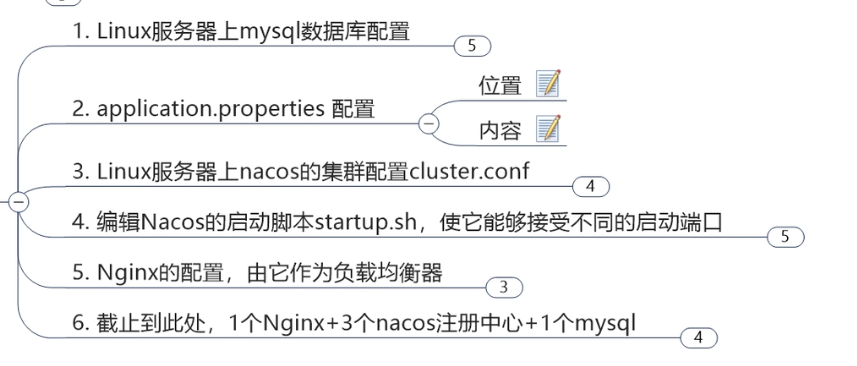 1. Linux服务器上mysql数据库配置
5
2. application.properties 配置
位置
内容
3. Linux服务器上nacos的集群配置cluster.conf
4
4. 编辑Nacos的启动脚本startup.sh，使它能够接受不同的启动端口
5
5. Nginx的配置，由它作为负载均衡器
3
6. 截止到此处，1个Nginx+3个nacos注册中心+1个mysql
4